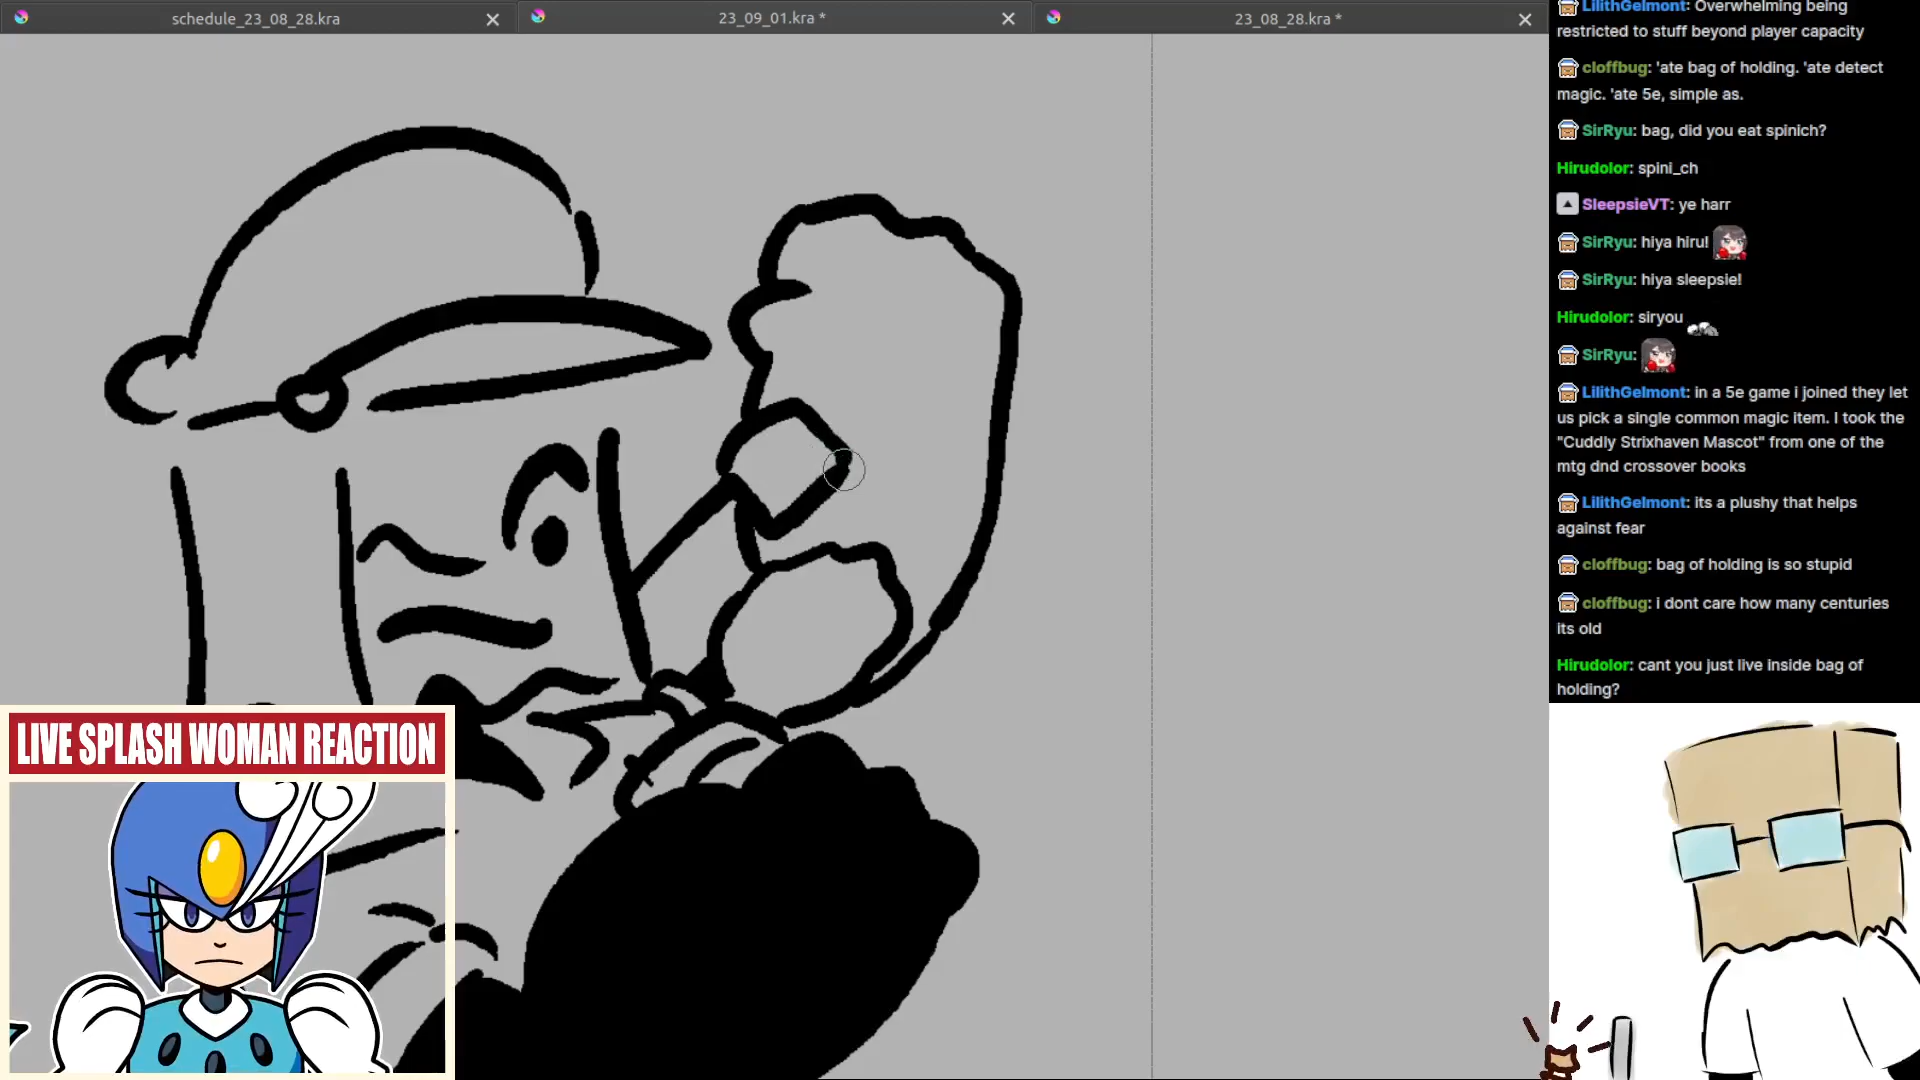 schedule_23_08_28.kra
23_09_01.kra *
23_08_28.kra *
LilithGelmont: Overwhelming being
restricted to stuff beyond player capacity
cloffbug: 'ate bag of holding. 'ate detect
magic. 'ate 5e, simple as.
SirRyu: bag, did you eat spinich?
Hirudolor: spini_ch
SleepsieVT: ye harr
SirRyu: hiya hiru!
SirRyu: hiya sleepsie!
Hirudolor: siryou
SirRyu:
LilithGelmont: in a 5e game i joined they let
us pick a single common magic item. I took the
"Cuddly Strixhaven Mascot" from one of the
mtg dnd crossover books
LilithGelmont: its a plushy that helps
against fear
cloffbug: bag of holding is so stupid
cloffbug: i dont care how many centuries
its old
Hirudolor: cant you just live inside bag of
holding?
LIVE SPLASH WOMAN REACTION